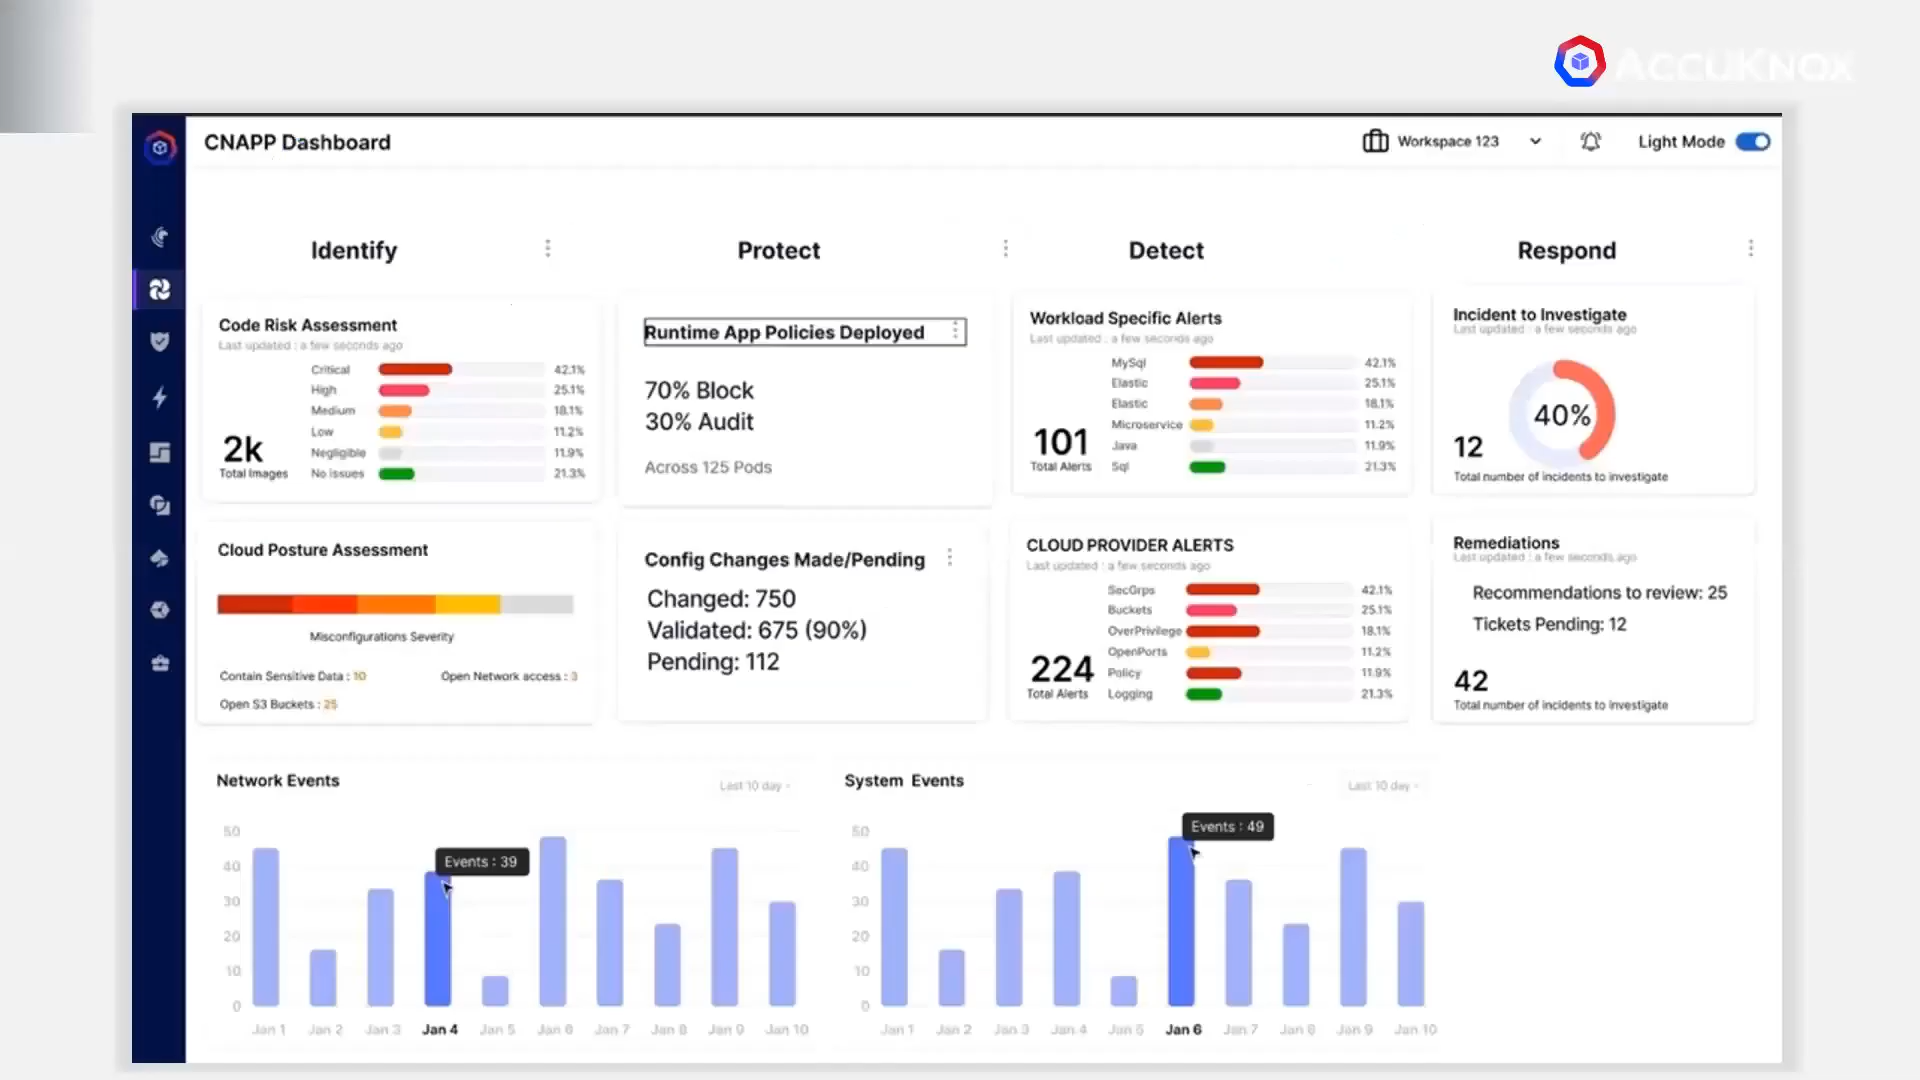 AccuKnox
CNAPP Dashboard
Workspace 123
Light Mode
Identify
Protect
Detect
Respond
Code Risk Assessment
Last updated : a few seconds ago
Critical 42.1%
High 25.1%
Medium 18.1%
Low 11.2%
Negligible 11.9%
No issues 21.3%
2k
Total Images
Runtime App Policies Deployed
70% Block
30% Audit
Across 125 Pods
Workload Specific Alerts
Last updated : a few seconds ago
MySql 42.1%
Elastic 25.1%
Elastic 18.1%
Microservice 11.2%
Java 11.9%
Sql 21.3%
101
Total Alerts
Incident to Investigate
Last updated : a few seconds ago
40%
12
Total number of incidents to investigate
Cloud Posture Assessment
Misconfigurations Severity
Contain Sensitive Data : 10
Open Network access : 3
Open S3 Buckets : 25
Config Changes Made/Pending
Changed: 750
Validated: 675 (90%)
Pending: 112
CLOUD PROVIDER ALERTS
Last updated : a few seconds ago
SecGrps 42.1%
Buckets 25.1%
OverPrivilege 18.1%
OpenPorts 11.2%
Policy 11.9%
Logging 21.3%
224
Total Alerts
Remediations
Last updated : a few seconds ago
Recommendations to review: 25
Tickets Pending: 12
42
Total number of incidents to investigate
Network Events
Last 10 day
50
40
30
20
10
0
Events : 39
Jan 1 Jan 2 Jan 3 Jan 4 Jan 5 Jan 6 Jan 7 Jan 8 Jan 9 Jan 10
System Events
Last 10 day
50
40
30
20
10
0
Events : 49
Jan 1 Jan 2 Jan 3 Jan 4 Jan 5 Jan 6 Jan 7 Jan 8 Jan 9 Jan 10